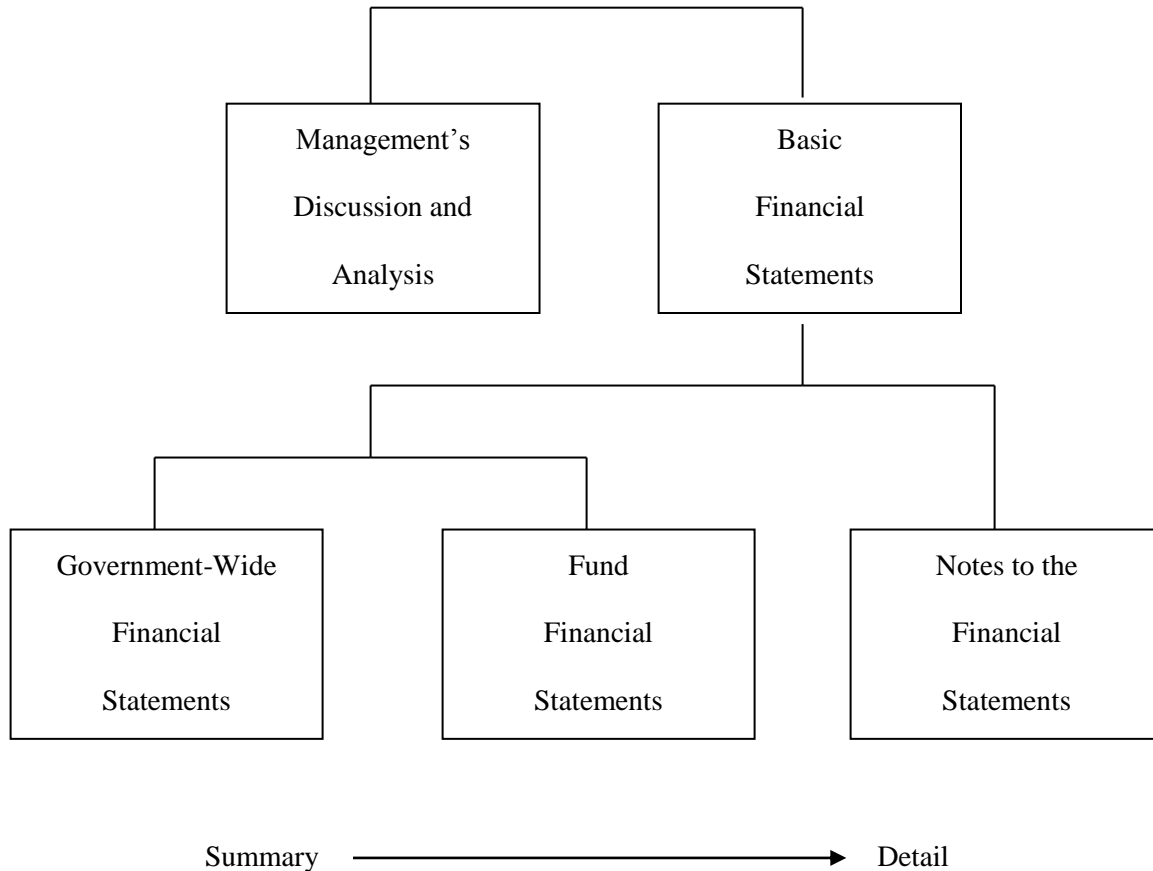 Management’s
Discussion and
Analysis
Basic
Financial
Statements
Government-Wide
Financial
Statements
Fund
Financial
Statements
Notes to the
Financial
Statements
Summary
Detail